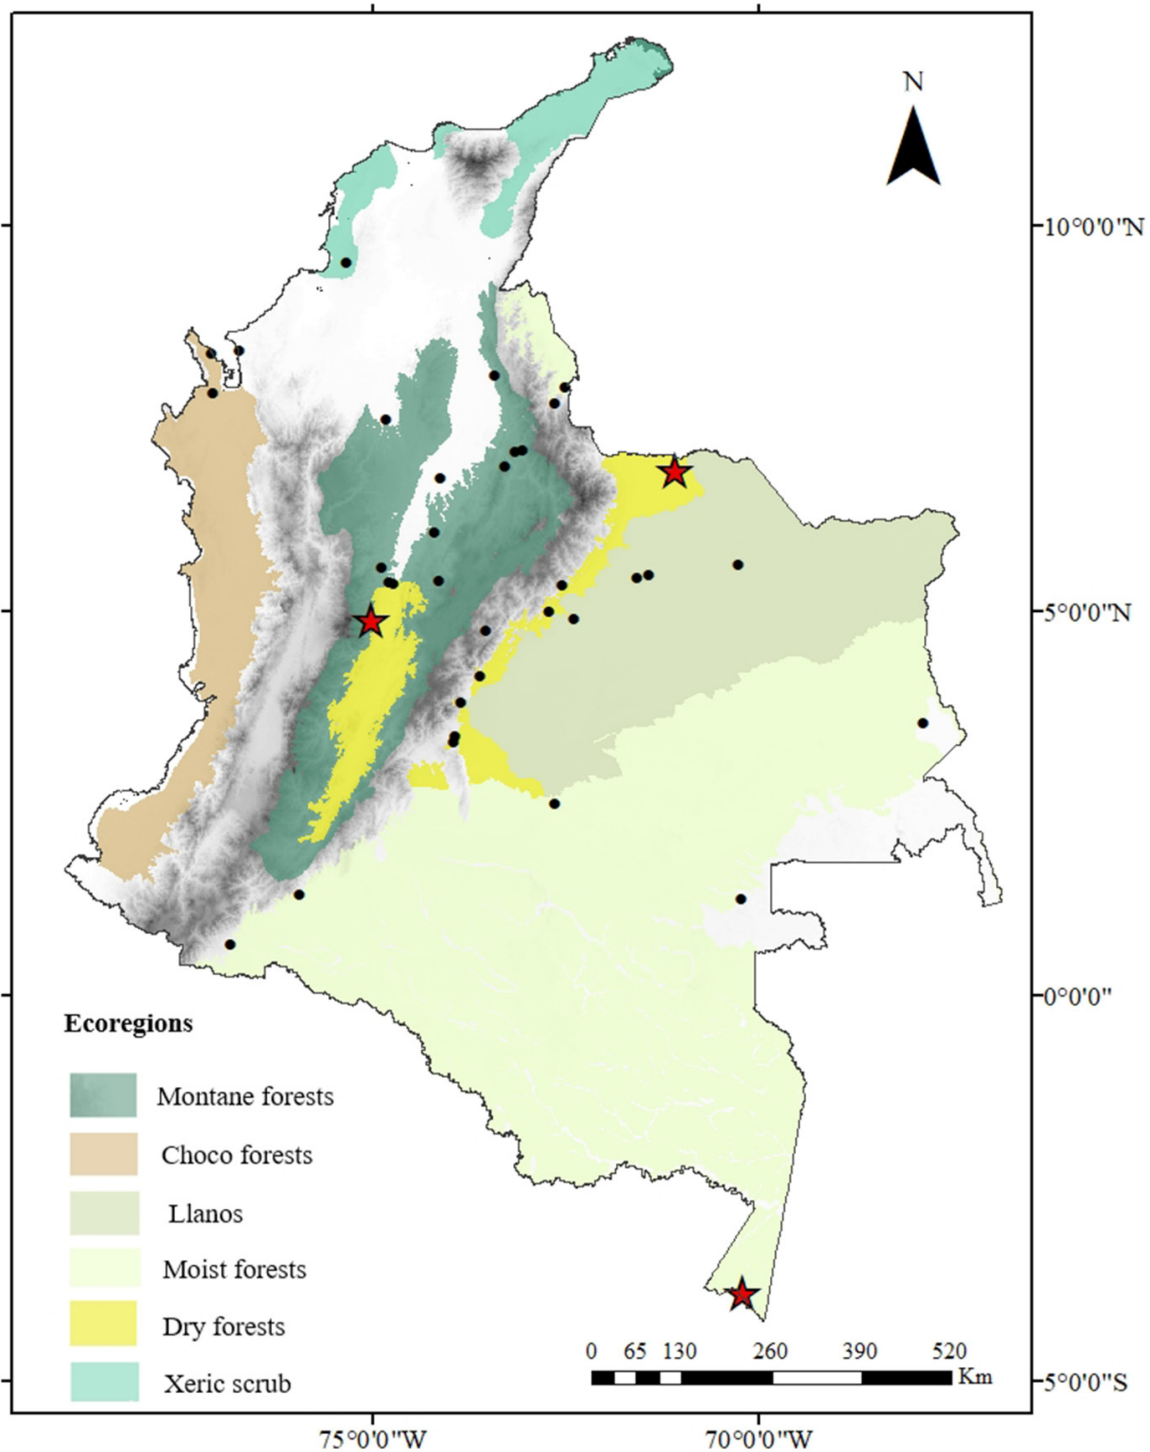 N
10°0'0"N
5°0'0"N
0°0'0"
5°0'0"S
Ecoregions
Montane forests
Choco forests
Llanos
Moist forests
Dry forests
Xeric scrub
0 65 130 260 390 520
Km
75°0'0"W 70°0'0"W